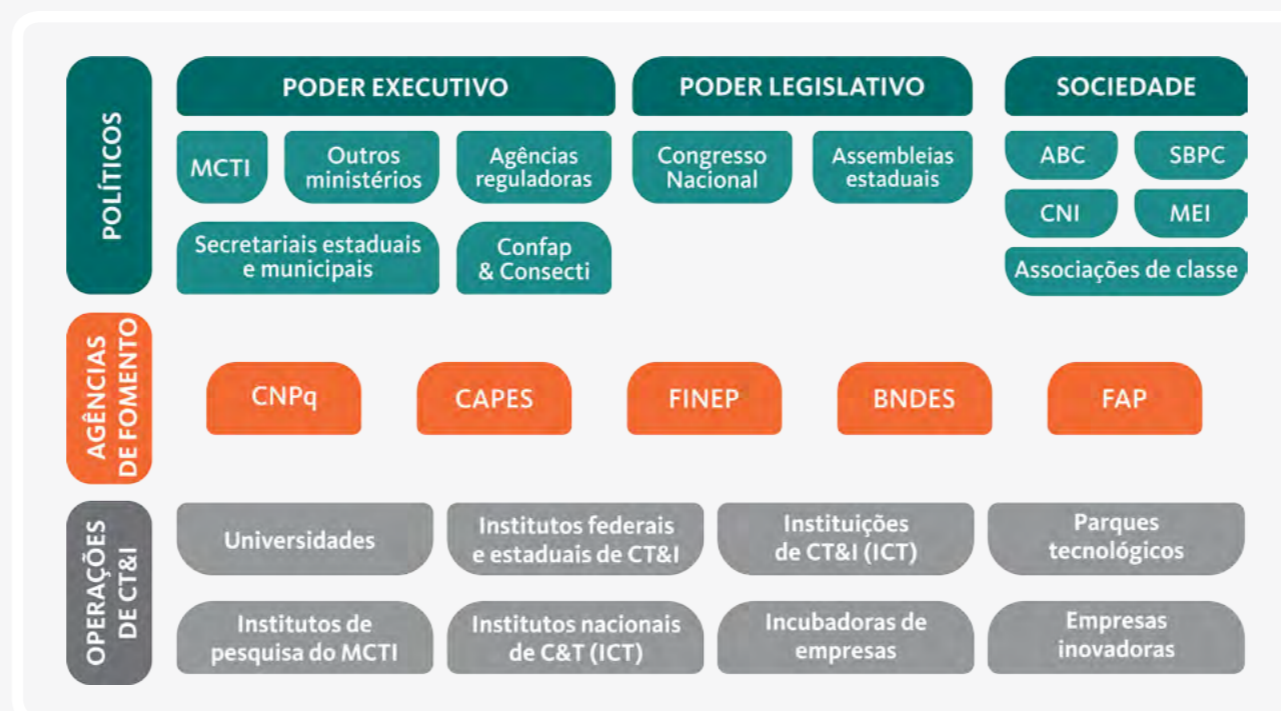 POLÍTICOS
PODER EXECUTIVO
MCTI
Outros
ministérios
Agências
reguladoras
Secretariais estaduais
e municipais
Confap
& Consecti
PODER LEGISLATIVO
Congresso
Nacional
Assembleias
estaduais
SOCIEDADE
ABC
SBPC
CNI
MEI
Associações de classe
AGÊNCIAS
DE FOMENTO
CNPq
CAPES
FINEP
BNDES
FAP
OPERAÇÕES
DE CT&I
Universidades
Institutos federais
e estaduais de CT&I
Instituições
de CT&I (ICT)
Parques
tecnológicos
Institutos de
pesquisa do MCTI
Institutos nacionais
de C&T (ICT)
Incubadoras de
empresas
Empresas
inovadoras